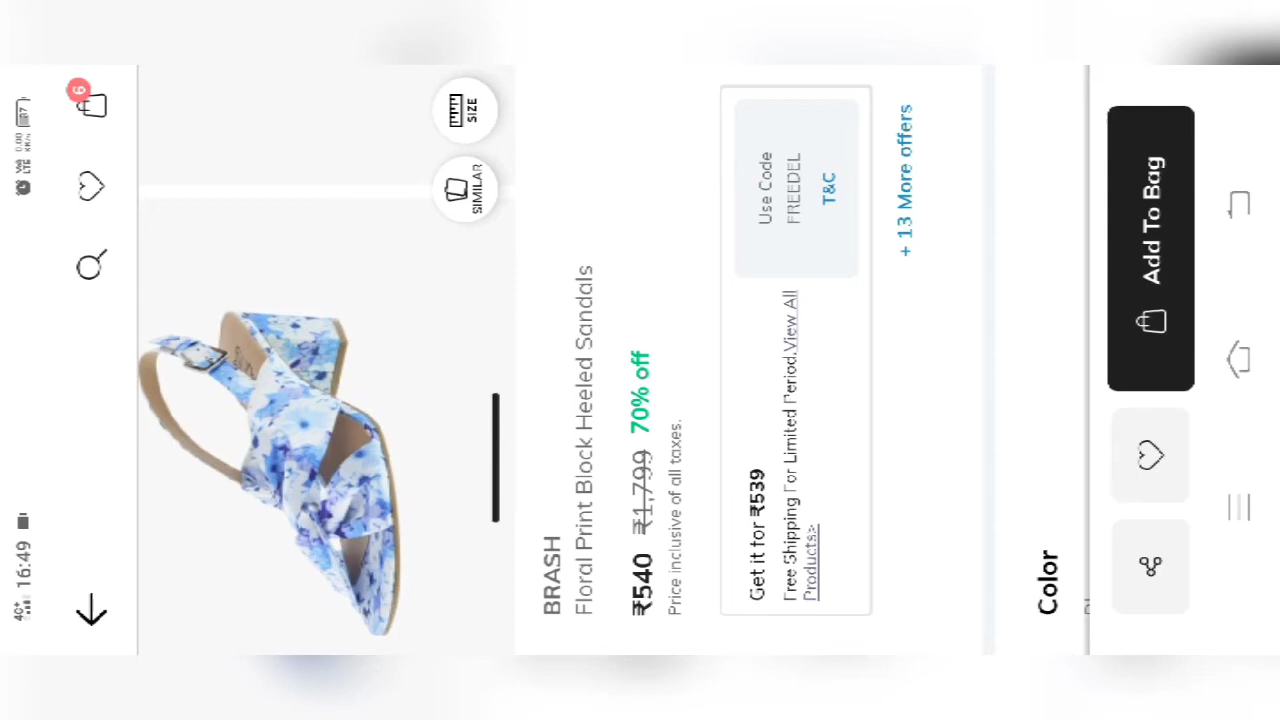 4G+ 16:49
6
SIZE
SIMILAR
BRASH
Floral Print Block Heeled Sandals
₹540 ₹1,799 70% off
Price inclusive of all taxes.
Get it for ₹539
Free Shipping For Limited Period.View All
Products>
Use Code
FREEDEL
T&C
+ 13 More offers
Color
Add To Bag